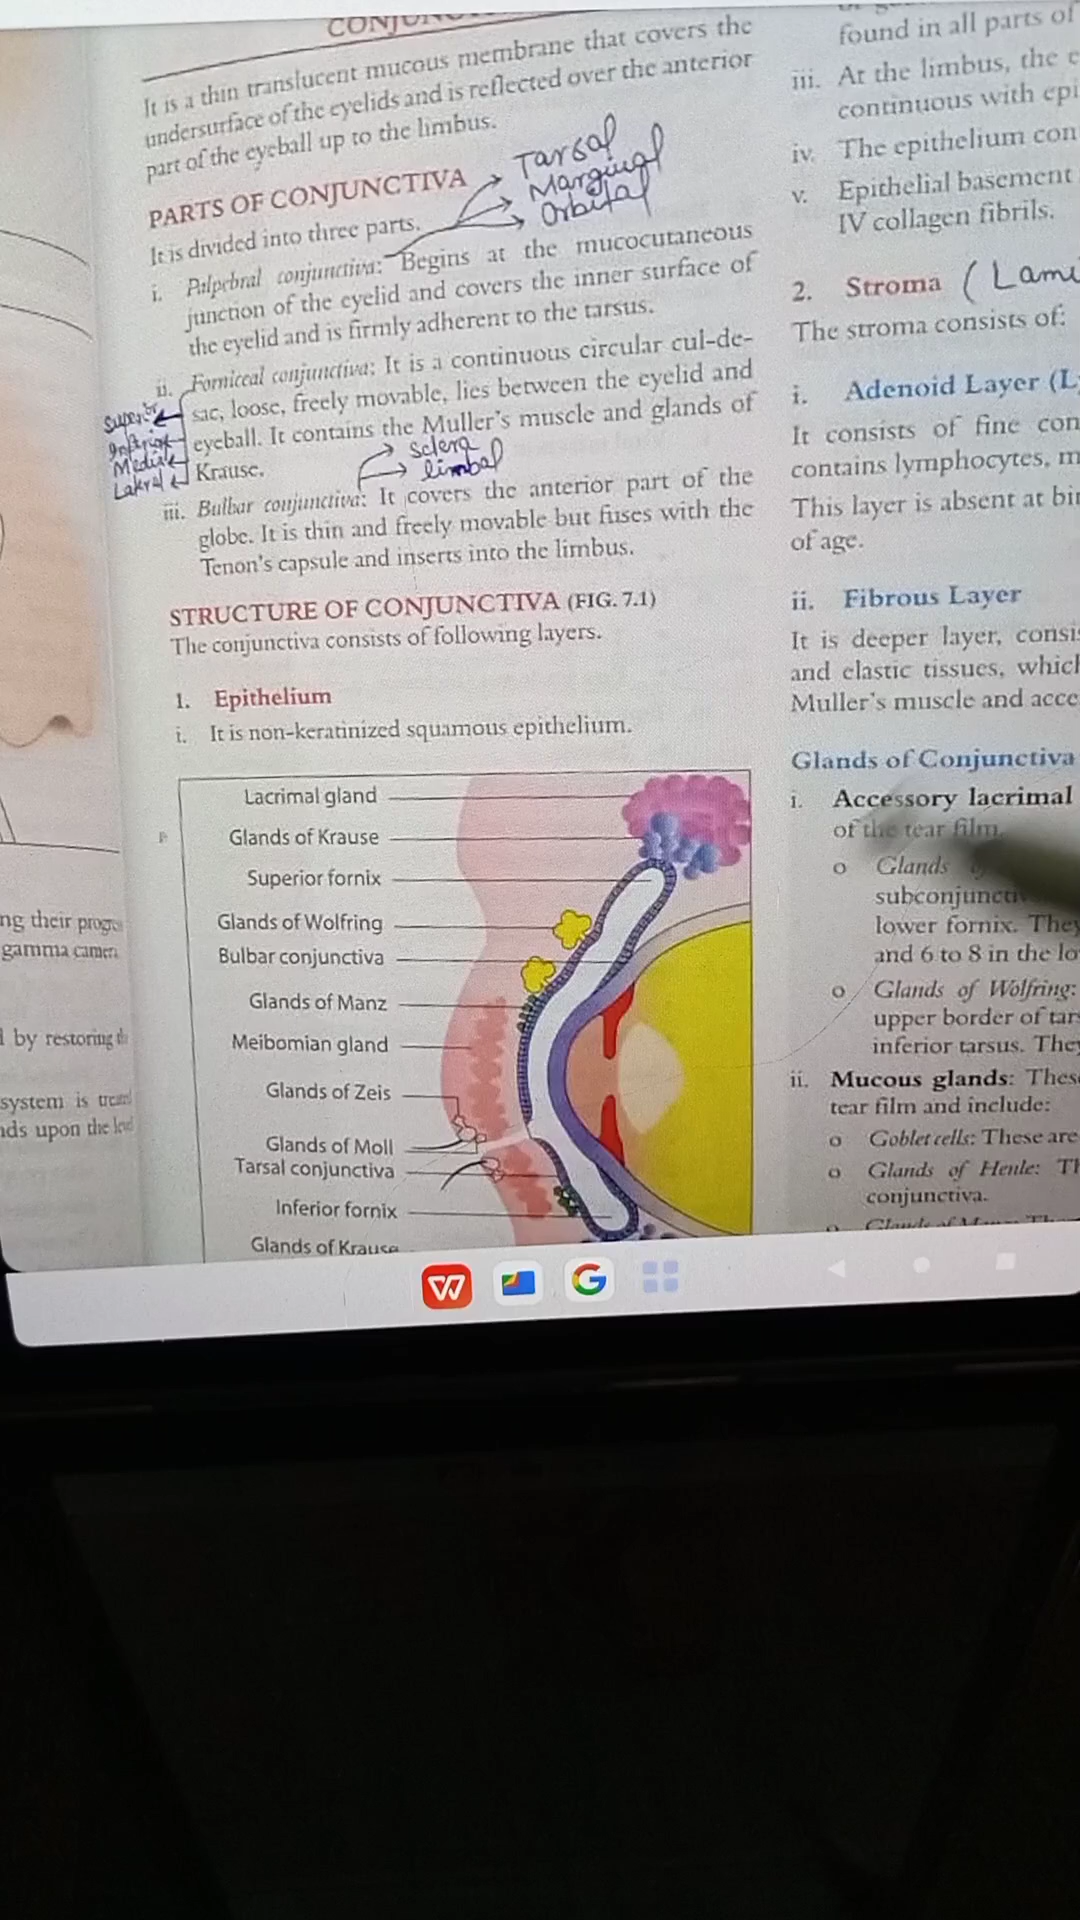 It is a thin translucent mucous membrane that covers the
undersurface of the eyelids and is reflected over the anterior
part of the eyeball up to the limbus.
PARTS OF CONJUNCTIVA
Tarsal
Marginal
Orbital
It is divided into three parts.
i. Palpebral conjunctiva: Begins at the mucocutaneous
junction of the eyelid and covers the inner surface of
the eyelid and is firmly adherent to the tarsus.
ii. Forniceal conjunctiva: It is a continuous circular cul-de-
sac, loose, freely movable, lies between the eyelid and
eyeball. It contains the Muller's muscle and glands of
Krause.
Superior
sclera
limbal
iii. Bulbar conjunctiva: It covers the anterior part of the
globe. It is thin and freely movable but fuses with the
Tenon's capsule and inserts into the limbus.
STRUCTURE OF CONJUNCTIVA (FIG. 7.1)
The conjunctiva consists of following layers.
1. Epithelium
i. It is non-keratinized squamous epithelium.
Lacrimal gland
Glands of Krause
Superior fornix
Glands of Wolfring
Bulbar conjunctiva
Glands of Manz
Meibomian gland
Glands of Zeis
Glands of Moll
Tarsal conjunctiva
Inferior fornix
Glands of Krause
found in all parts of
iii. At the limbus, the
continuous with epi
iv. The epithelium con
v. Epithelial basement
IV collagen fibrils.
2. Stroma (Lami
The stroma consists of:
i. Adenoid Layer (L
It consists of fine con
contains lymphocytes, m
This layer is absent at bir
of age.
ii. Fibrous Layer
It is deeper layer, consis
and elastic tissues, which
Muller's muscle and acce
Glands of Conjunctiva
i. Accessory lacrimal
of the tear film.
o Glands
subconjuncti
lower fornix. They
and 6 to 8 in the lo
o Glands of Wolfring:
upper border of tars
inferior tarsus. They
ii. Mucous glands: These
tear film and include:
o Goblet cells: These are
o Glands of Henle: Th
conjunctiva.
ng their progre
gamma camera
by restoring th
system is treated
nds upon the lev